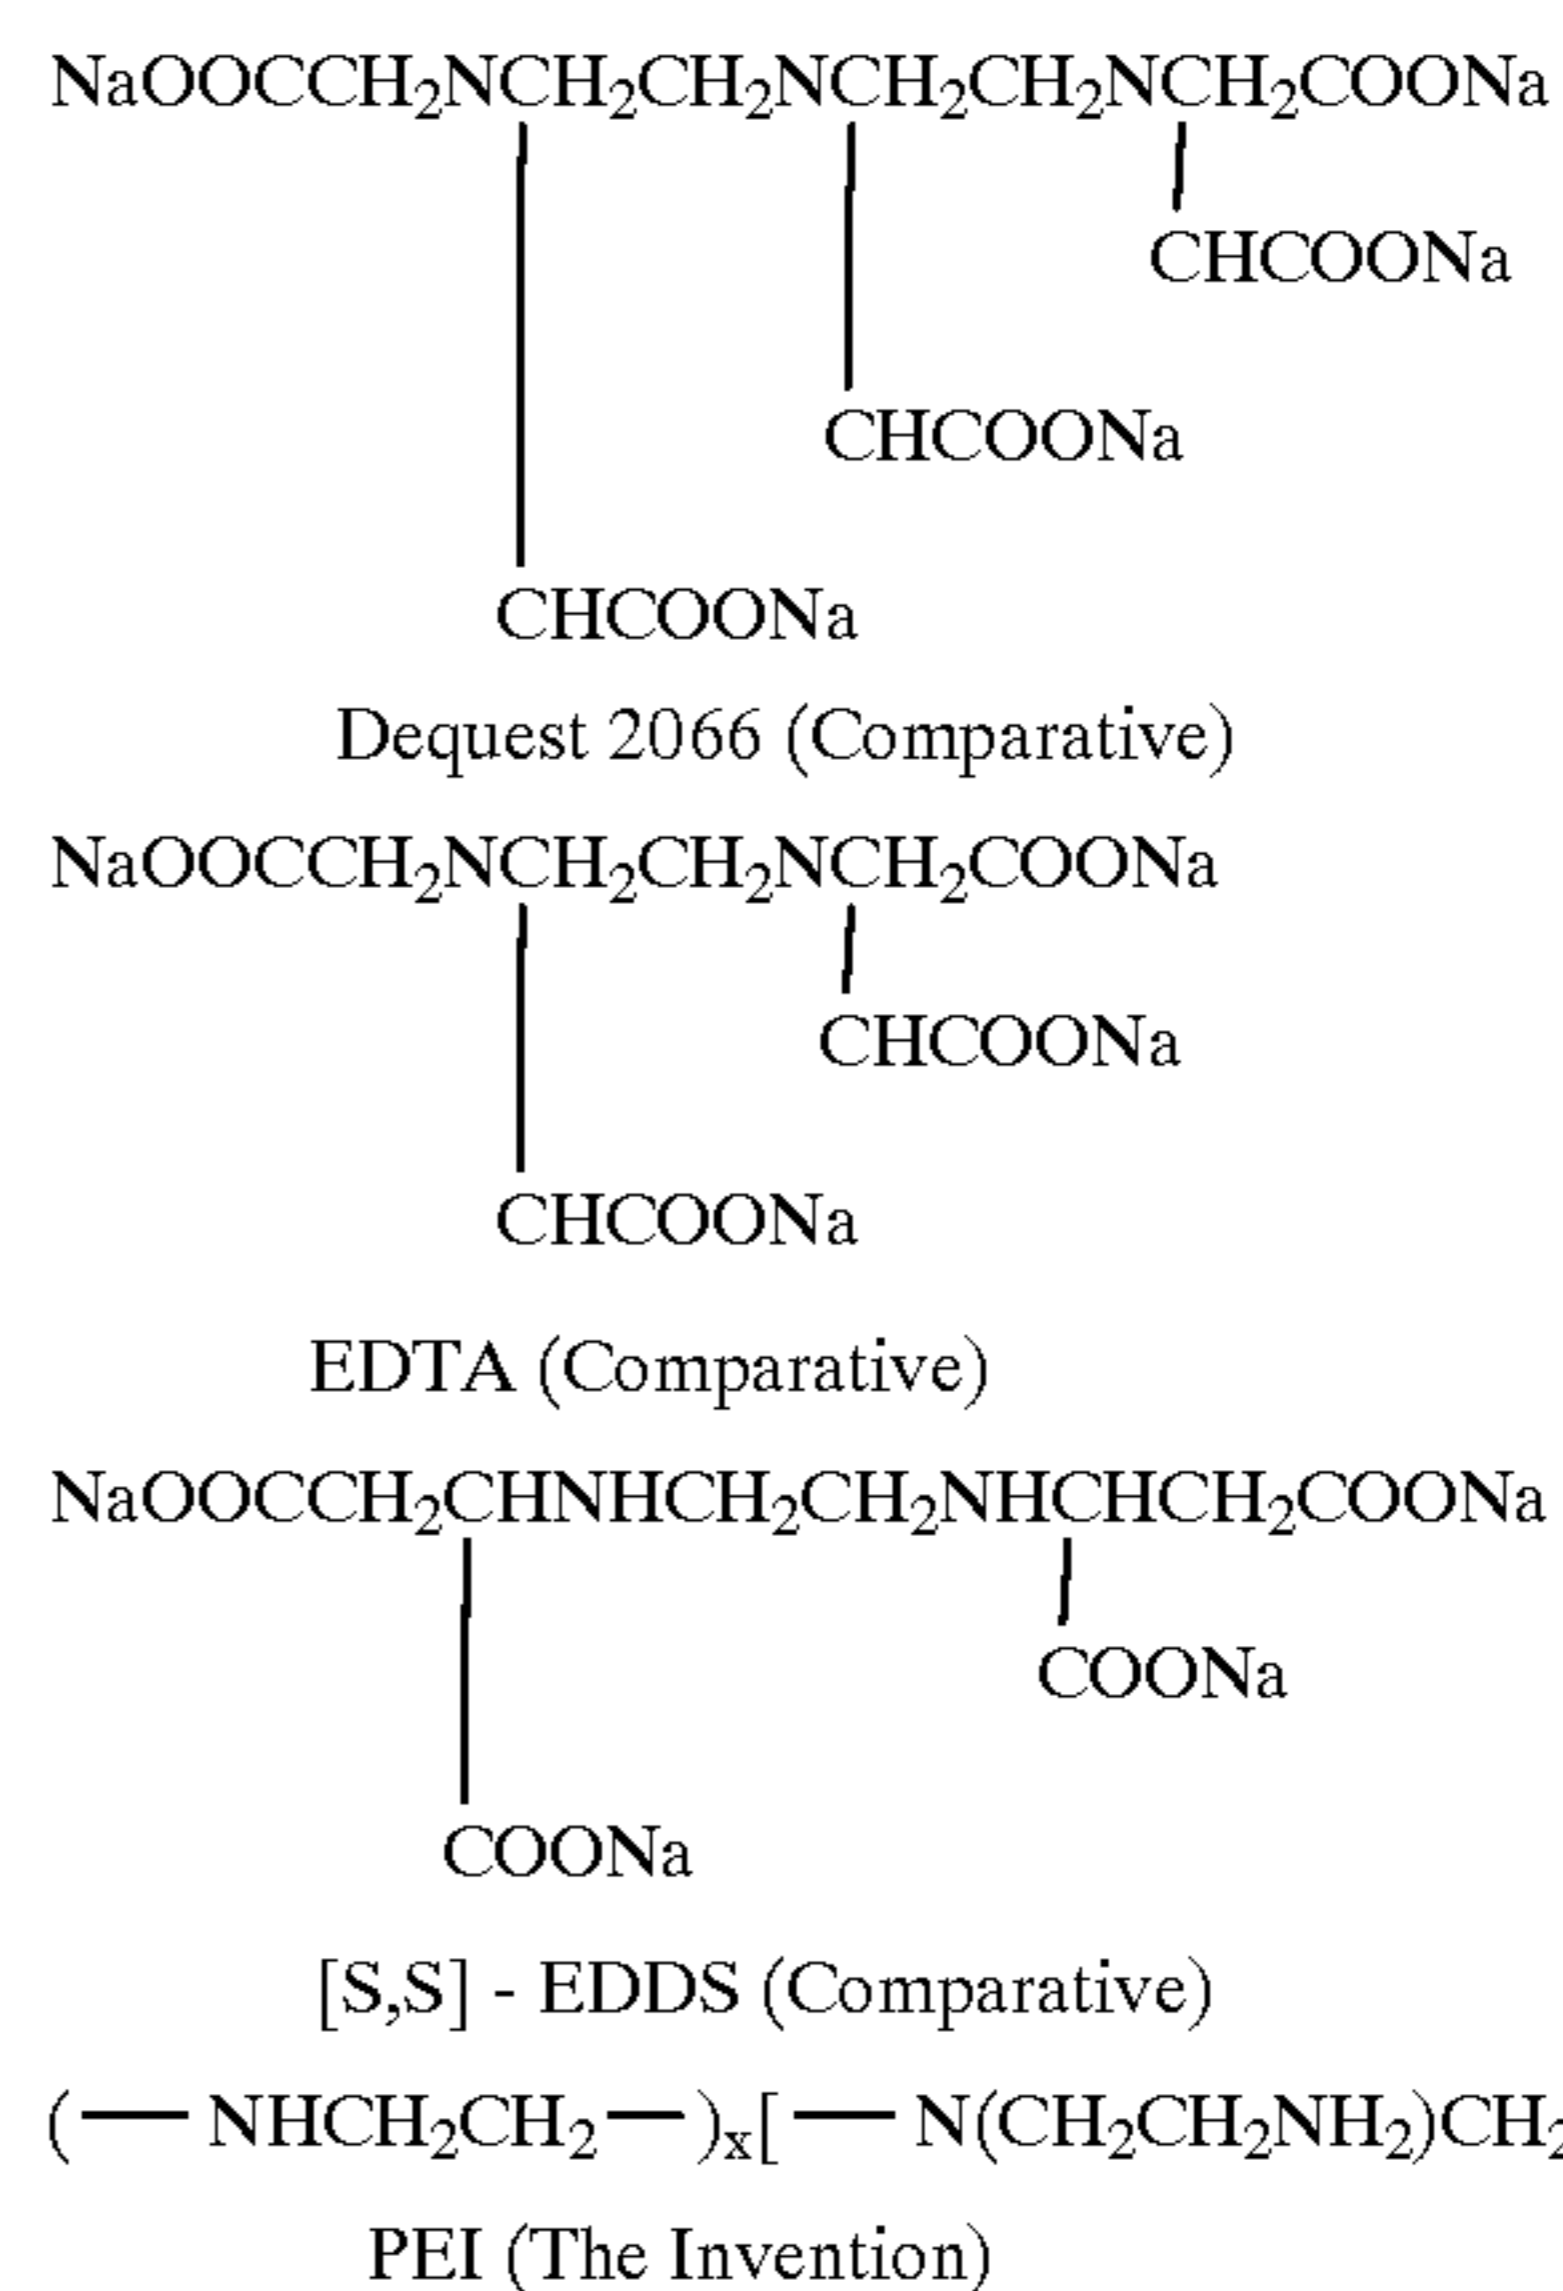 NaOOCCH₂NCH₂CH₂NCH₂CH₂NCH₂COONa
CHCOONa
CHCOONa
CHCOONa
Dequest 2066 (Comparative)
NaOOCCH₂NCH₂CH₂NCH₂COONa
CHCOONa
CHCOONa
EDTA (Comparative)
NaOOCCH₂CHNHCH₂CH₂NHCHCH₂COONa
COONa
COONa
[S,S] - EDDS (Comparative)
(— NHCH₂CH₂—)ₓ[ — N(CH₂CH₂NH₂)CH₂
PEI (The Invention)